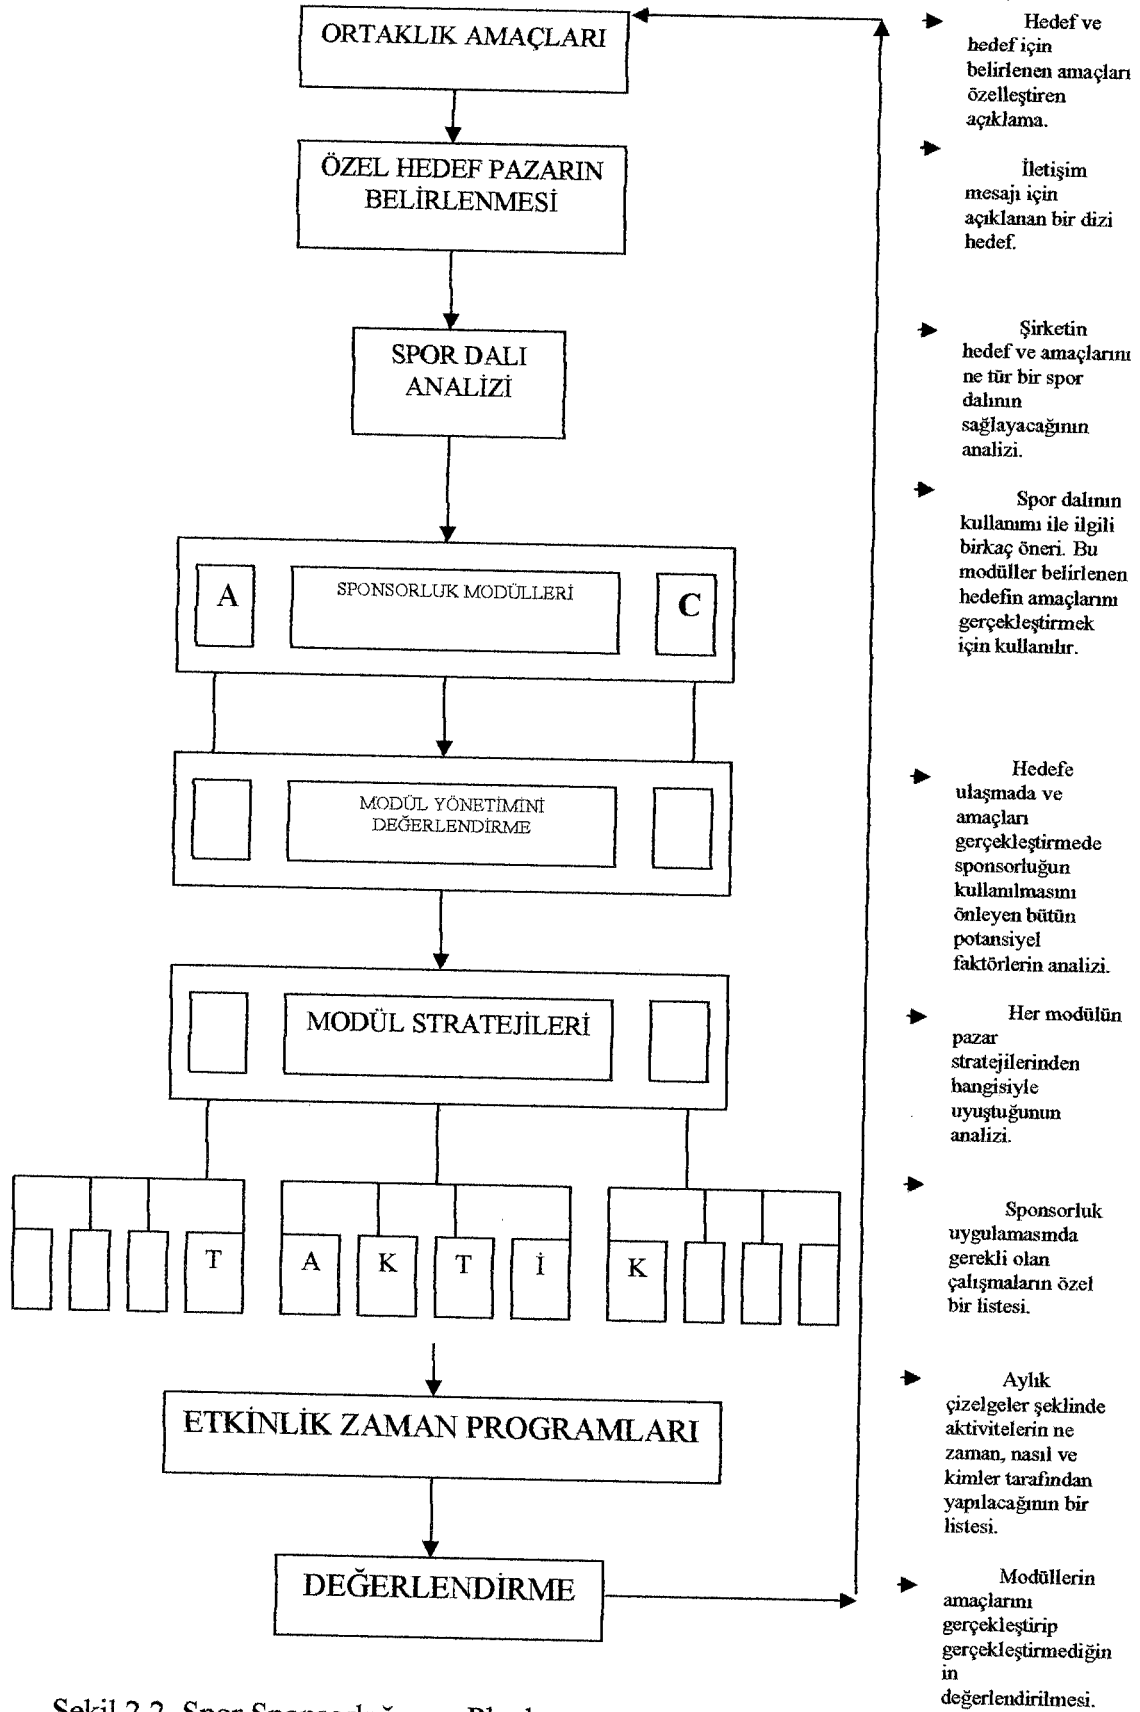 ORTAKLIK AMAÇLARI
ÖZEL HEDEF PAZARIN
BELİRLENMESİ
SPOR DALI
ANALİZİ
A
SPONSORLUK MODÜLLERİ
C
MODÜL YÖNETİMİNİ
DEĞERLENDİRME
MODÜL STRATEJİLERİ
T
A
K
T
İ
K
ETKİNLİK ZAMAN PROGRAMLARI
DEĞERLENDİRME
Hedef ve
hedef için
belirlenen amaçları
özelleştiren
açıklama.
İletişim
mesajı için
açıklanan bir dizi
hedef.
Şirketin
hedef ve amaçlarını
ne tür bir spor
dalının
sağlayacağının
analizi.
Spor dalının
kullanımı ile ilgili
birkaç öneri. Bu
modüller belirlenen
hedefin amaçlarını
gerçekleştirmek
için kullanılır.
Hedefe
ulaşmada ve
amaçları
gerçekleştirmede
sponsorluğun
kullanılmasını
önleyen bütün
potansiyel
faktörlerin analizi.
Her modülün
pazar
stratejilerinden
hangisiyle
uyuştuğunun
analizi.
Sponsorluk
uygulamasında
gerekli olan
çalışmaların özel
bir listesi.
Aylık
çizelgeler şeklinde
aktivitelerin ne
zaman, nasıl ve
kimler tarafından
yapılacağının bir
listesi.
Modüllerin
amaçlarını
gerçekleştirip
gerçekleştirmediğin
in
değerlendirilmesi.
Şekil 2.2. Spor